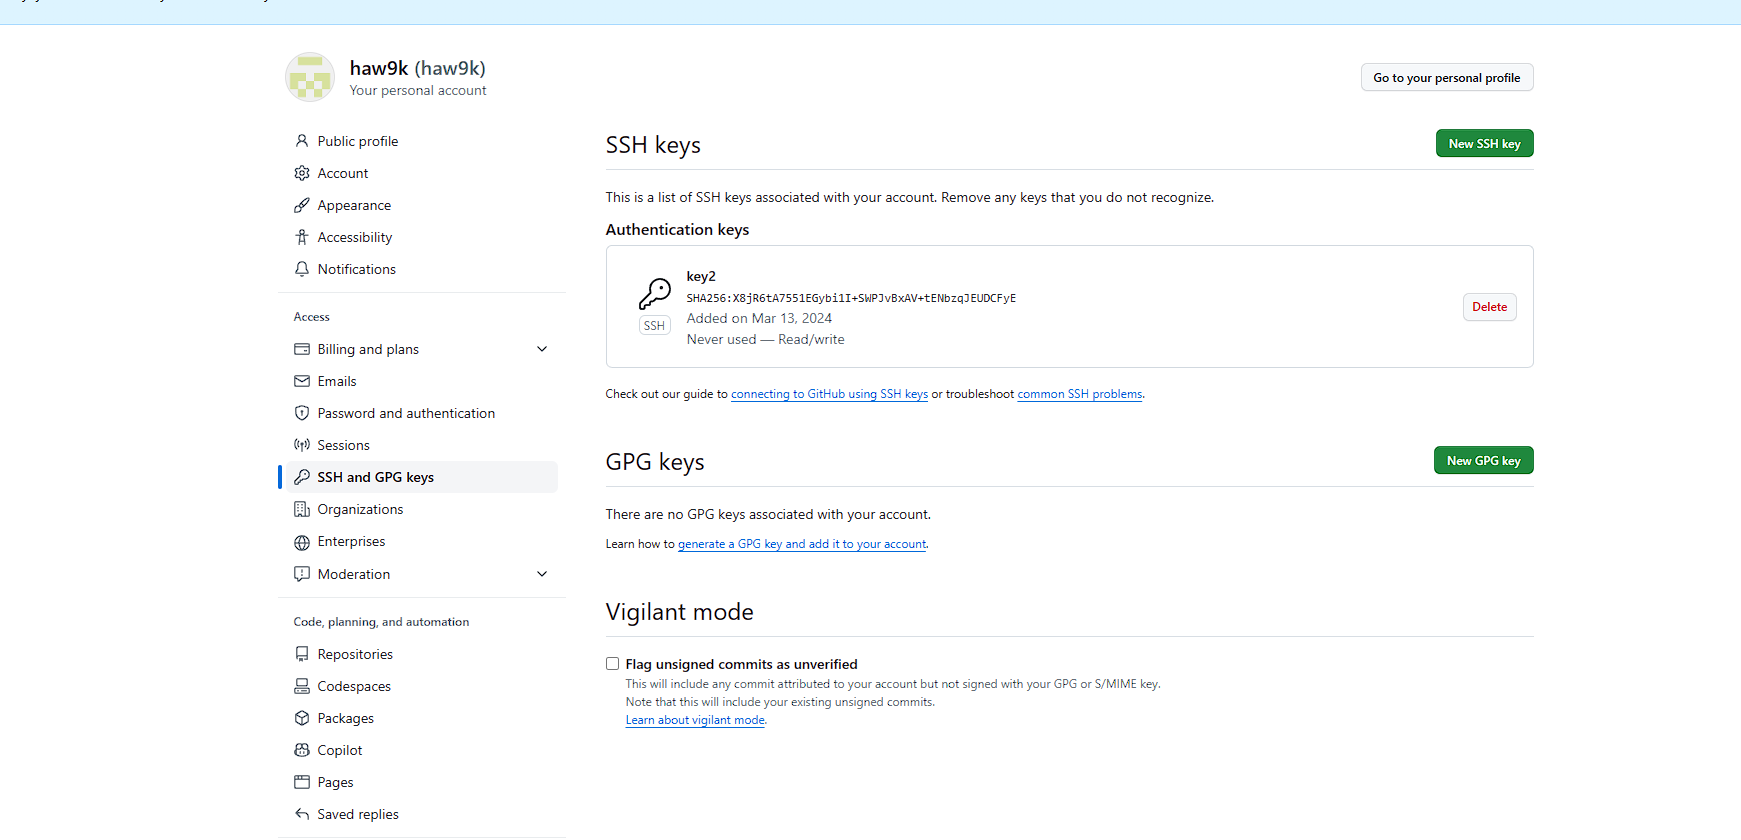 haw9k (haw9k)
Your personal account
Go to your personal profile
Public profile
Account
Appearance
Accessibility
Notifications
Access
Billing and plans
Emails
Password and authentication
Sessions
SSH and GPG keys
Organizations
Enterprises
Moderation
Code, planning, and automation
Repositories
Codespaces
Packages
Copilot
Pages
Saved replies
SSH keys
New SSH key
This is a list of SSH keys associated with your account. Remove any keys that you do not recognize.
Authentication keys
key2
SHA256:X8jR6tA7551EGybi1I+SWPJvBxAV+tENbzqJEUDCFyE
SSH
Added on Mar 13, 2024
Never used — Read/write
Delete
Check out our guide to connecting to GitHub using SSH keys or troubleshoot common SSH problems.
GPG keys
New GPG key
There are no GPG keys associated with your account.
Learn how to generate a GPG key and add it to your account.
Vigilant mode
Flag unsigned commits as unverified
This will include any commit attributed to your account but not signed with your GPG or S/MIME key.
Note that this will include your existing unsigned commits.
Learn about vigilant mode.